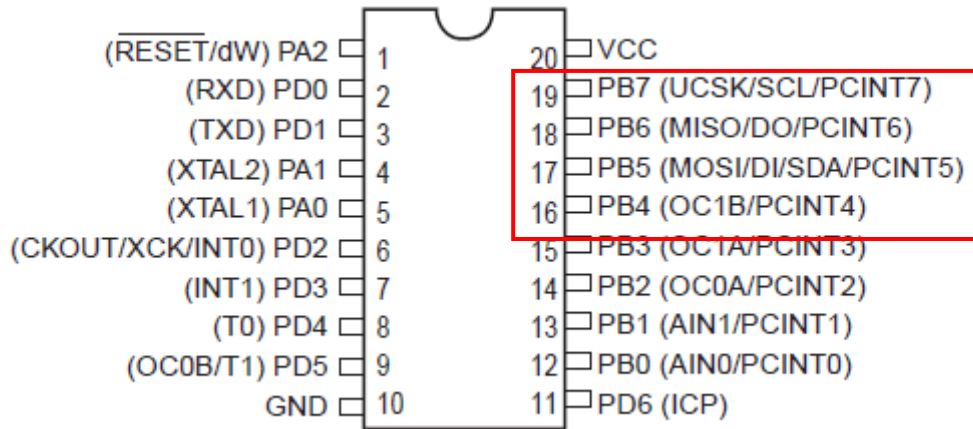 (RESET/dW) PA2 1 20 VCC
(RXD) PD0 2 19 PB7 (UCSK/SCL/PCINT7)
(TXD) PD1 3 18 PB6 (MISO/DO/PCINT6)
(XTAL2) PA1 4 17 PB5 (MOSI/DI/SDA/PCINT5)
(XTAL1) PA0 5 16 PB4 (OC1B/PCINT4)
(CKOUT/XCK/INT0) PD2 6 15 PB3 (OC1A/PCINT3)
(INT1) PD3 7 14 PB2 (OC0A/PCINT2)
(T0) PD4 8 13 PB1 (AIN1/PCINT1)
(OC0B/T1) PD5 9 12 PB0 (AIN0/PCINT0)
GND 10 11 PD6 (ICP)